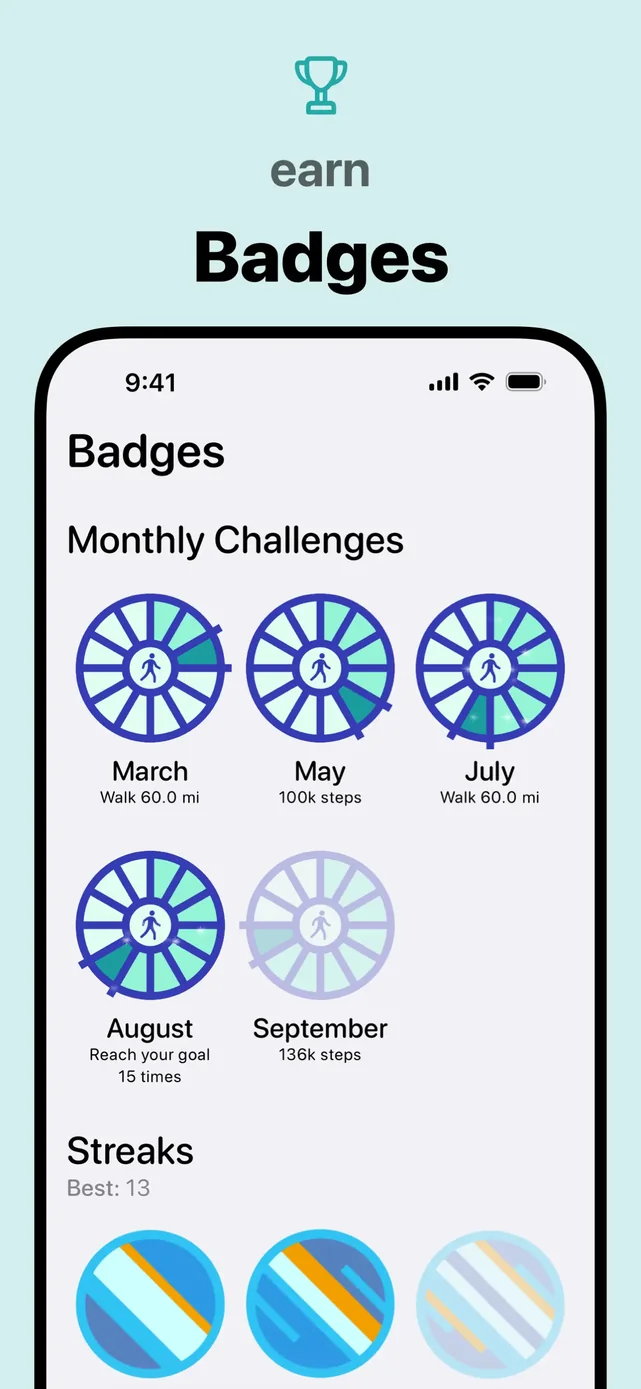 earn
Badges
9:41
Badges
Monthly Challenges
March
Walk 60.0 mi
May
100k steps
July
Walk 60.0 mi
August
Reach your goal
15 times
September
136k steps
Streaks
Best: 13